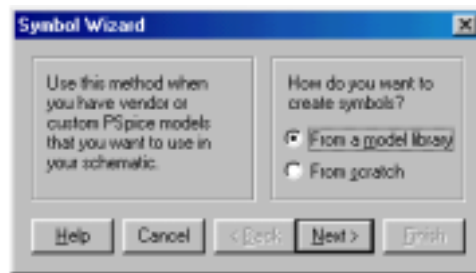 Symbol Wizard
Use this method when
you have vendor or
custom PSpice models
that you want to use in
your schematic.
How do you want to
create symbols?
From a model library
From scratch
Help
Cancel
< Back
Next >
Finish